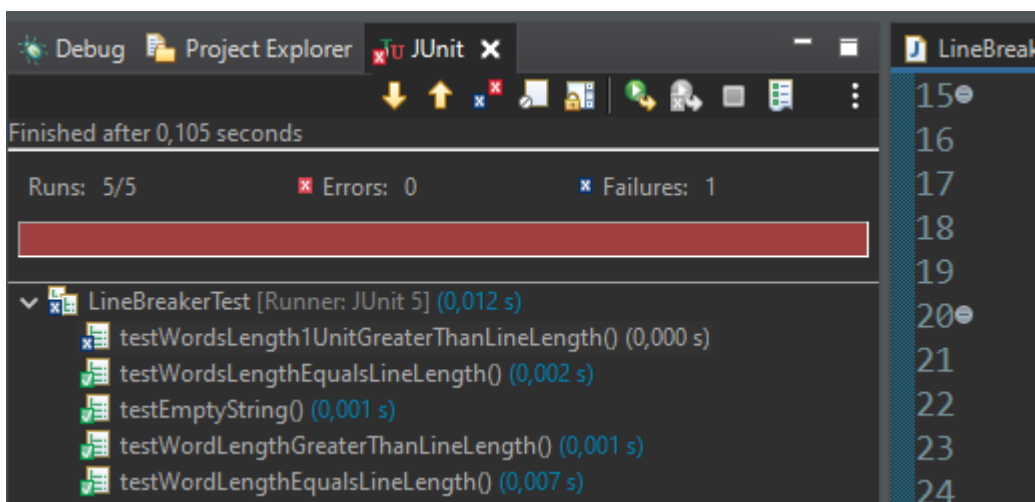 Debug Project Explorer JUnit
Finished after 0,105 seconds
Runs: 5/5 Errors: 0 Failures: 1
LineBreakerTest [Runner: JUnit 5] (0,012 s)
testWordsLength1UnitGreaterThanLineLength() (0,000 s)
testWordsLengthEqualsLineLength() (0,002 s)
testEmptyString() (0,001 s)
testWordLengthGreaterThanLineLength() (0,001 s)
testWordLengthEqualsLineLength() (0,007 s)
LineBreak
15
16
17
18
19
20
21
22
23
24